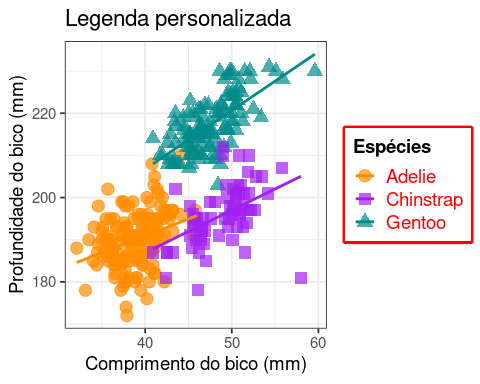 Legenda personalizada
Profundidade do bico (mm)
220
200
180
40
50
60
Comprimento do bico (mm)
Espécies
Adelie
Chinstrap
Gentoo